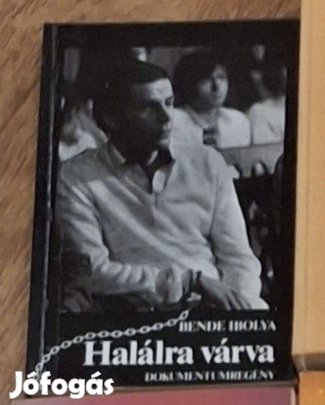 BENDE IBOLYA
Halálra várva
DOKUMENTUMREGÉNY
Jófogás